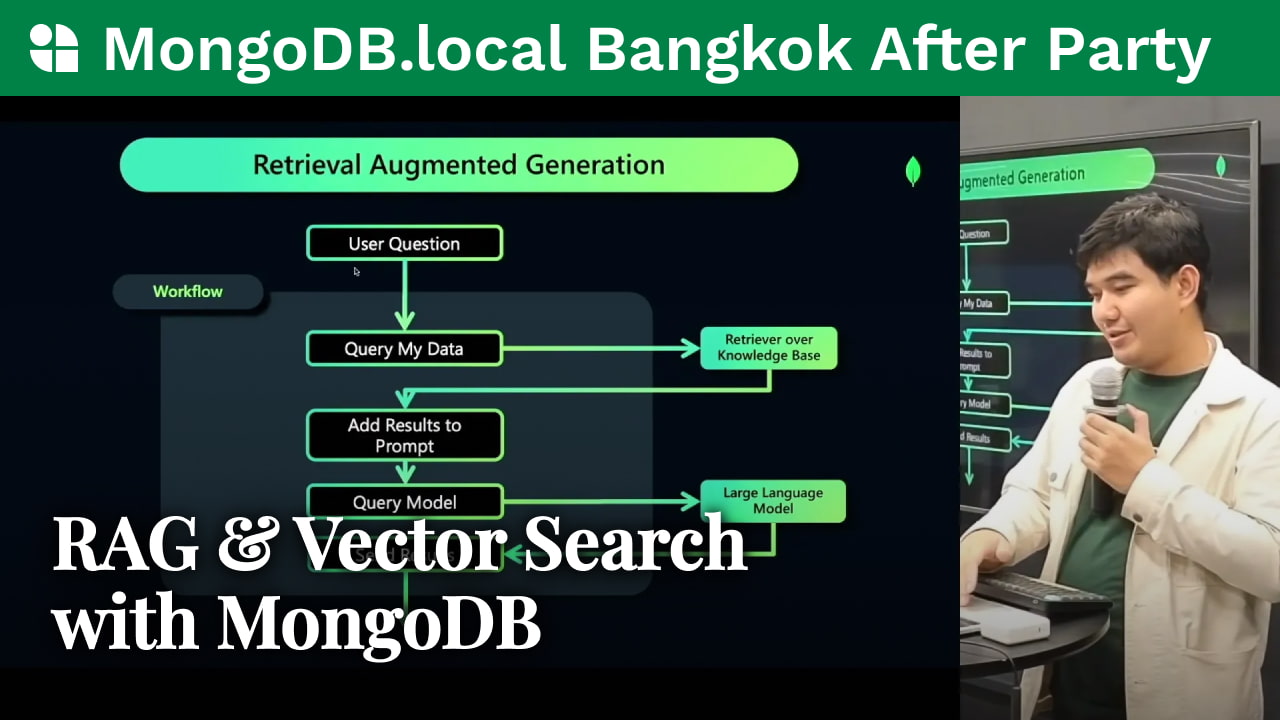 MongoDB.local Bangkok After Party
Retrieval Augmented Generation
User Question
Workflow
Query My Data
Retriever over
Knowledge Base
Add Results to
Prompt
Query Model
Large Language
Model
Send Results
RAG & Vector Search
with MongoDB
ugmented Generation
Question
y My Data
Results to
rompt
ry Model
d Results